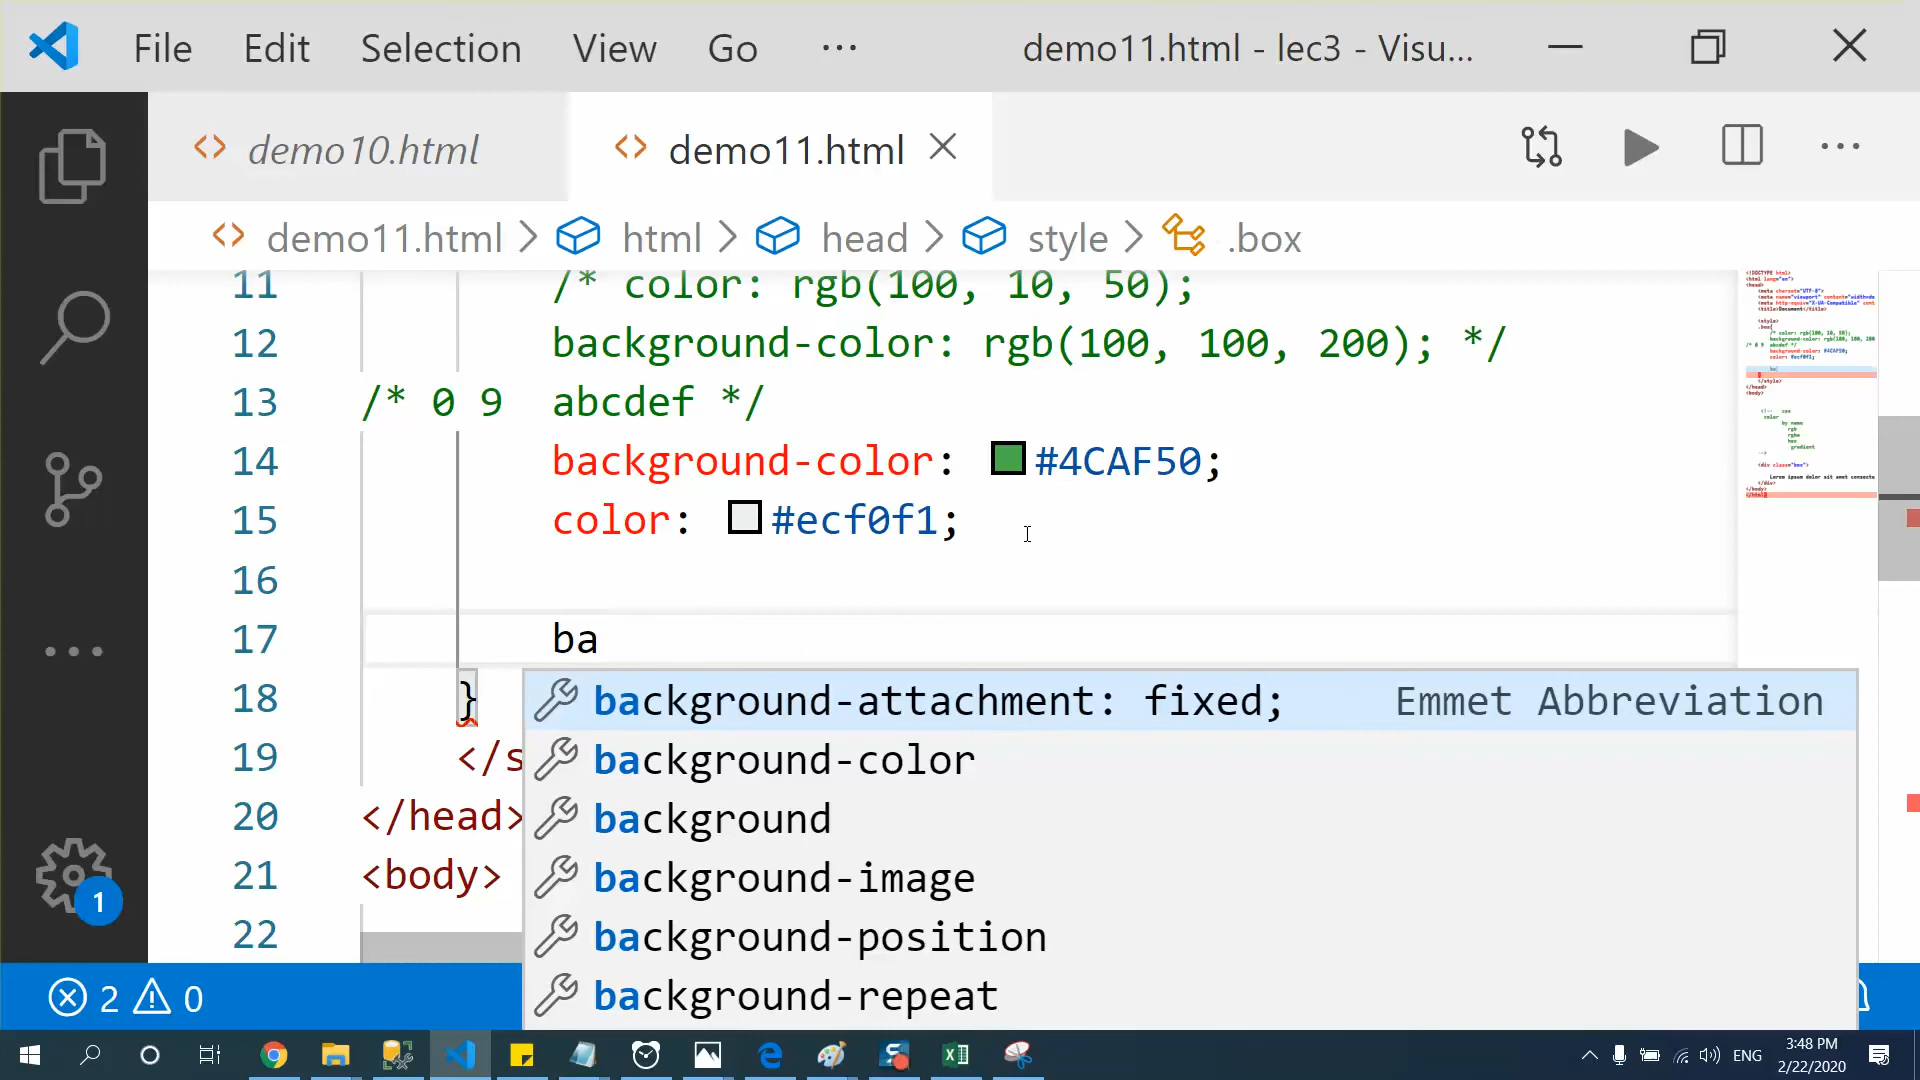 File Edit Selection View Go ··· demo11.html - lec3 - Visu...
demo10.html demo11.html
demo11.html > html > head > style > .box
11 /* color: rgb(100, 10, 50);
12 background-color: rgb(100, 100, 200); */
13 /* 0 9 abcdef */
14 background-color: #4CAF50;
15 color: #ecf0f1;
16
17 ba
18 }
19 </s
20 </head>
21 <body>
22
background-attachment: fixed; Emmet Abbreviation
background-color
background
background-image
background-position
background-repeat
1
2 0
ENG
3:48 PM
2/22/2020